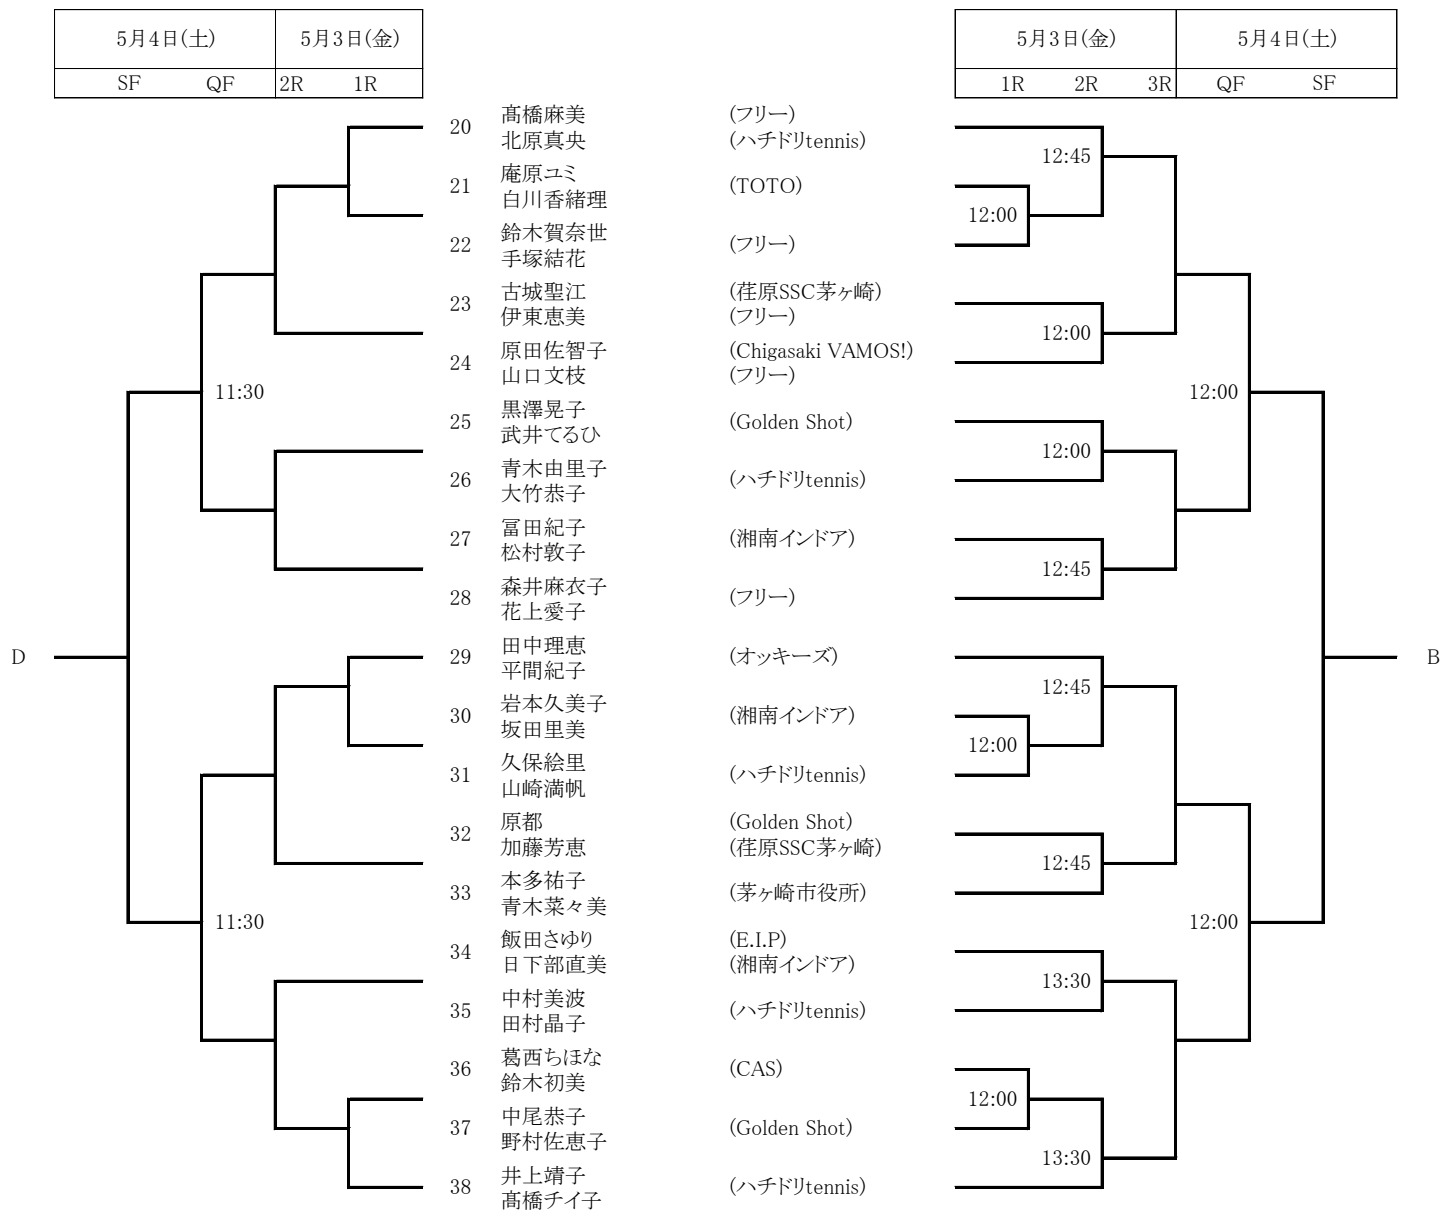 5月4日(土) 5月3日(金) 5月3日(金) 5月4日(土)
SF QF 2R 1R 1R 2R 3R QF SF
20 髙橋麻美 (フリー)
北原真央 (ハチドリtennis)
12:45
21 庵原ユミ (TOTO)
白川香緒理
12:00
22 鈴木賀奈世 (フリー)
手塚結花
23 古城聖江 (荏原SSC茅ヶ崎)
伊東恵美 (フリー)
12:00
24 原田佐智子 (Chigasaki VAMOS!)
山口文枝 (フリー)
11:30 12:00
25 黒澤晃子 (Golden Shot)
武井てるひ
12:00
26 青木由里子 (ハチドリtennis)
大竹恭子
27 冨田紀子 (湘南インドア)
松村敦子
12:45
28 森井麻衣子 (フリー)
花上愛子
D 29 田中理恵 (オッキーズ) B
平間紀子
12:45
30 岩本久美子 (湘南インドア)
坂田里美
12:00
31 久保絵里 (ハチドリtennis)
山崎満帆
32 原都 (Golden Shot)
加藤芳恵 (荏原SSC茅ヶ崎)
12:45
33 本多祐子 (茅ヶ崎市役所)
青木菜々美
11:30 12:00
34 飯田さゆり (E.I.P)
日下部直美 (湘南インドア)
13:30
35 中村美波 (ハチドリtennis)
田村晶子
36 葛西ちほな (CAS)
鈴木初美
12:00
37 中尾恭子 (Golden Shot)
野村佐恵子
13:30
38 井上靖子 (ハチドリtennis)
髙橋チイ子